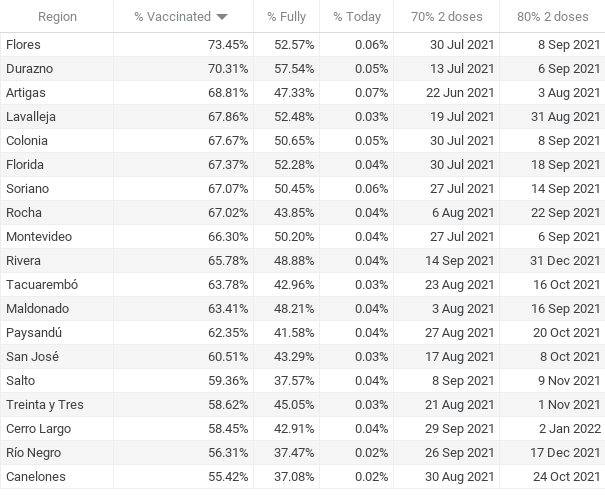 Region % Vaccinated % Fully % Today 70% 2 doses 80% 2 doses
Flores 73.45% 52.57% 0.06% 30 Jul 2021 8 Sep 2021
Durazno 70.31% 57.54% 0.05% 13 Jul 2021 6 Sep 2021
Artigas 68.81% 47.33% 0.07% 22 Jun 2021 3 Aug 2021
Lavalleja 67.86% 52.48% 0.03% 19 Jul 2021 31 Aug 2021
Colonia 67.67% 50.65% 0.05% 30 Jul 2021 8 Sep 2021
Florida 67.37% 52.28% 0.04% 30 Jul 2021 18 Sep 2021
Soriano 67.07% 50.45% 0.06% 27 Jul 2021 14 Sep 2021
Rocha 67.02% 43.85% 0.04% 6 Aug 2021 22 Sep 2021
Montevideo 66.30% 50.20% 0.04% 27 Jul 2021 6 Sep 2021
Rivera 65.78% 48.88% 0.04% 14 Sep 2021 31 Dec 2021
Tacuarembó 63.78% 42.96% 0.03% 23 Aug 2021 16 Oct 2021
Maldonado 63.41% 48.21% 0.04% 3 Aug 2021 16 Sep 2021
Paysandú 62.35% 41.58% 0.04% 27 Aug 2021 20 Oct 2021
San José 60.51% 43.29% 0.03% 17 Aug 2021 8 Oct 2021
Salto 59.36% 37.57% 0.04% 8 Sep 2021 9 Nov 2021
Treinta y Tres 58.62% 45.05% 0.03% 21 Aug 2021 1 Nov 2021
Cerro Largo 58.45% 42.91% 0.04% 29 Sep 2021 2 Jan 2022
Río Negro 56.31% 37.47% 0.02% 26 Sep 2021 17 Dec 2021
Canelones 55.42% 37.08% 0.02% 30 Aug 2021 24 Oct 2021